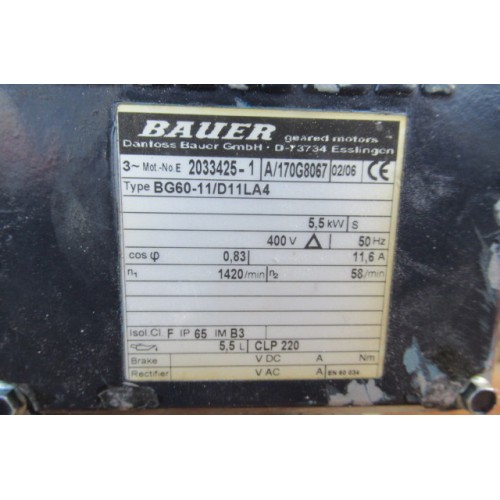 BAUER geared motors
Danfoss Bauer GmbH · D-73734 Esslingen
3~ Mot.-No.E 2033425-1 A/170G8067 02/06 CE
Type BG60-11/D11LA4
5,5 kW S
400 V Δ 50 Hz
cos φ 0,83 11,6 A
n₁ 1420/min n₂ 58/min
Isol.Cl. F IP 65 IM B3
5,5 L CLP 220
Brake V DC A Nm
Rectifier V AC A EN 60 034